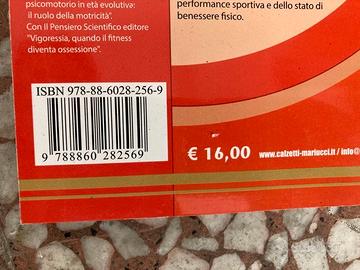 psicomotorio in età evolutiva:
il ruolo della motricità".
Con Il Pensiero Scientifico editore
"Vigoressia, quando il fitness
diventa ossessione".
performance sportiva e dello stato di
benessere fisico.
ISBN 978-88-6028-256-9
9 788860 282569
€ 16,00
www.calzetti-mariucci.it / info@